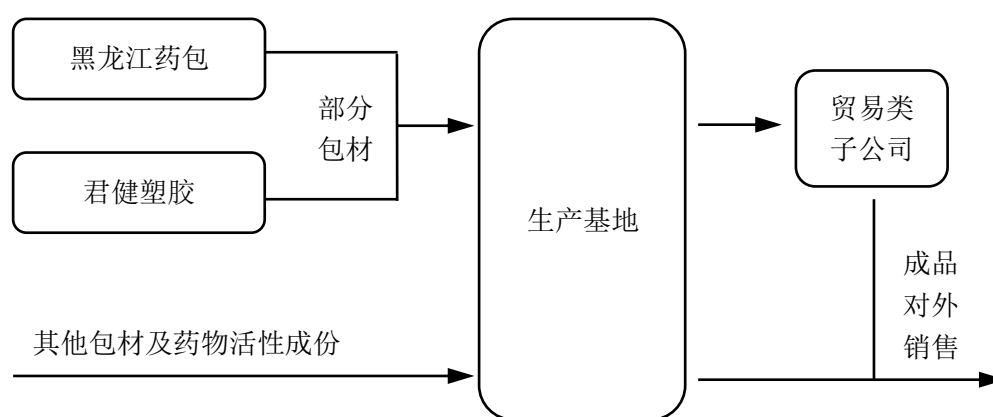 黑龙江药包
部分
包材
君健塑胶
其他包材及药物活性成份
生产基地
贸易类
子公司
成品
对外
销售